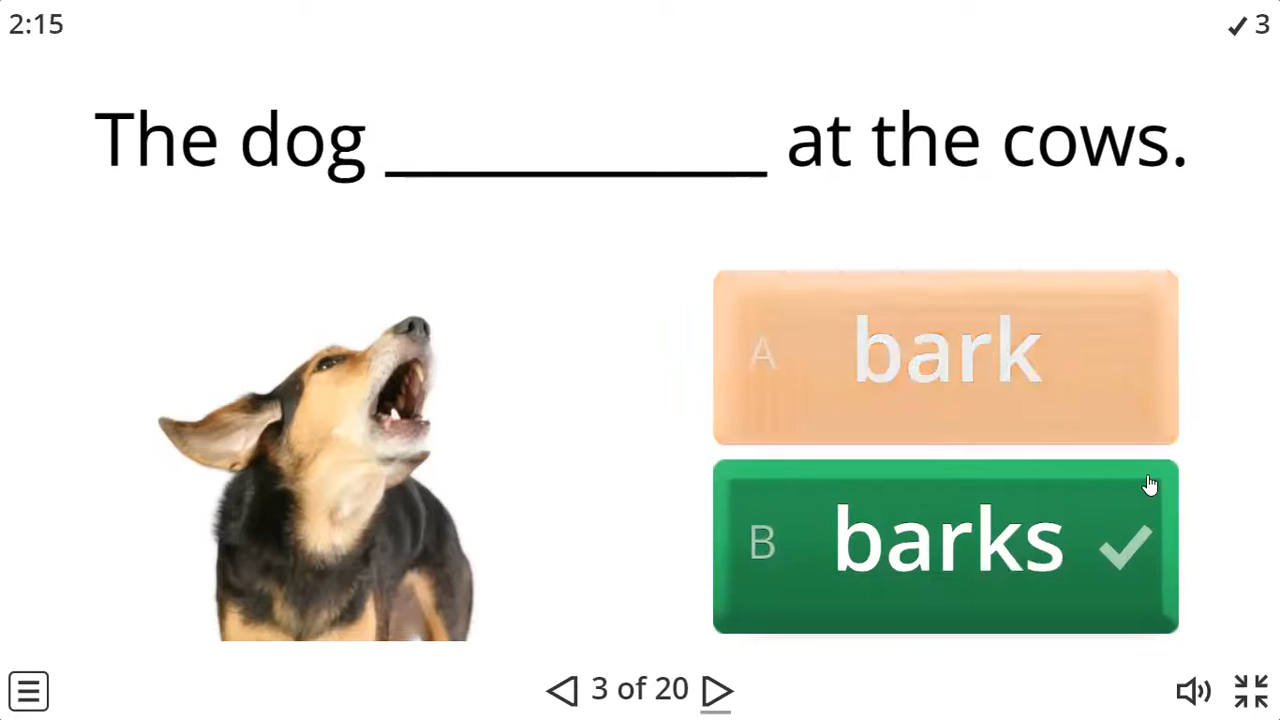 2:15
✓ 3
The dog ____________ at the cows.
A bark
B barks ✓
3 of 20